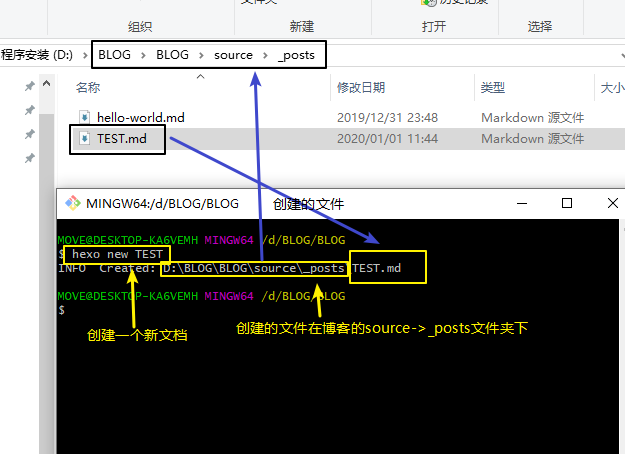 组织
新建
打开
选择
程序安装 (D:) > BLOG > BLOG > source > _posts
名称 修改日期 类型 大小
hello-world.md 2019/12/31 23:48 Markdown 源文件
TEST.md 2020/01/01 11:44 Markdown 源文件
MINGW64:/d/BLOG/BLOG
创建的文件
MOVE@DESKTOP-KA6VEMH MINGW64 /d/BLOG/BLOG
$ hexo new TEST
INFO  Created: D:\BLOG\BLOG\source\_posts\TEST.md
MOVE@DESKTOP-KA6VEMH MINGW64 /d/BLOG/BLOG
$
创建一个新文档
创建的文件在博客的source->_posts文件夹下